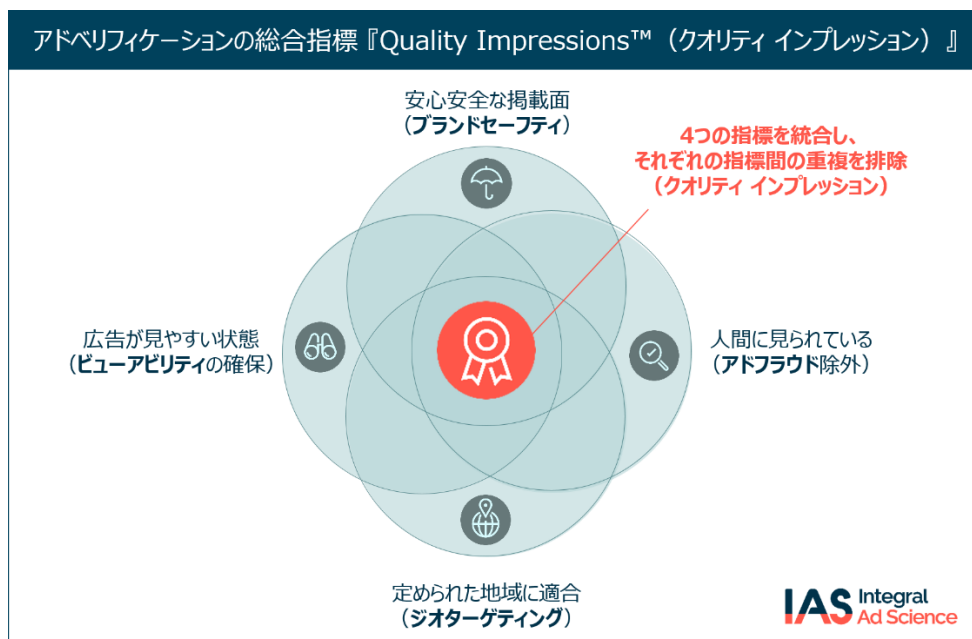 アドベリフィケーションの総合指標『Quality Impressions™（クオリティ インプレッション）』
安心安全な掲載面
（ブランドセーフティ）
4つの指標を統合し、
それぞれの指標間の重複を排除
（クオリティ インプレッション）
広告が見やすい状態
（ビューアビリティの確保）
人間に見られている
（アドフラウド除外）
定められた地域に適合
（ジオターゲティング）
IAS Integral
Ad Science